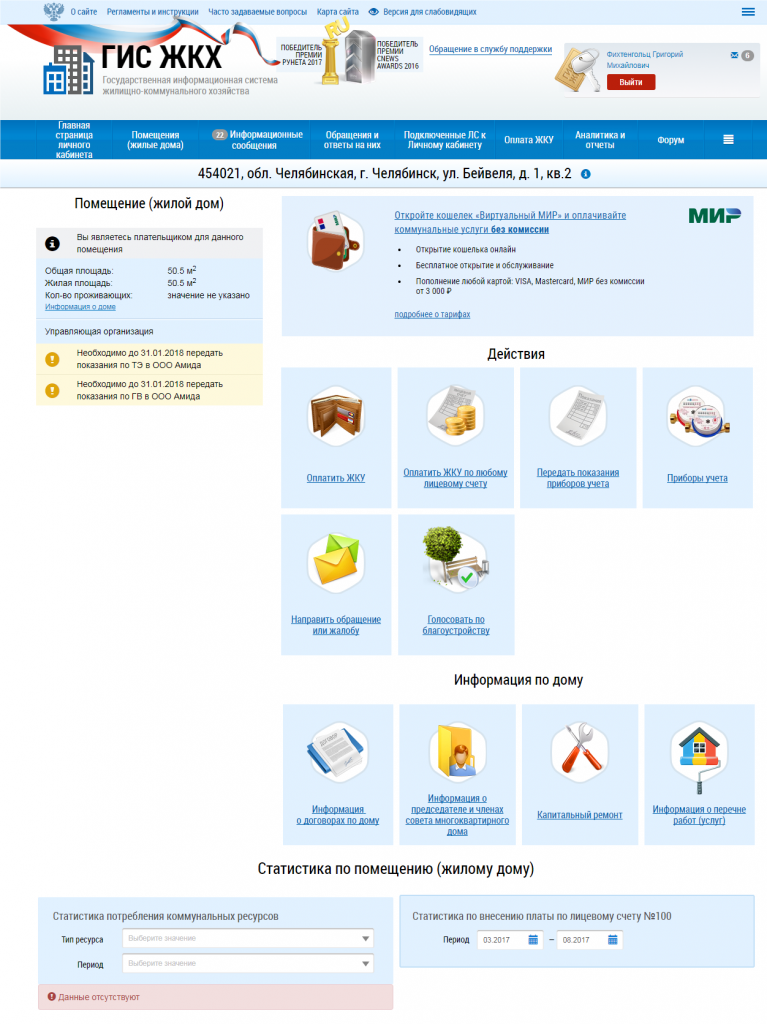 О сайте Регламенты и инструкции Часто задаваемые вопросы Карта сайта Версия для слабовидящих
ГИС ЖКХ
Государственная информационная система
жилищно-коммунального хозяйства
ПОБЕДИТЕЛЬ
ПРЕМИИ
РУНЕТА 2017
RU
ПОБЕДИТЕЛЬ
ПРЕМИИ
CNEWS
AWARDS 2016
Обращение в службу поддержки
Фихтенгольц Григорий
Михайлович
6
Выйти
Главная
страница
личного
кабинета
Помещения
(жилые дома)
22 Информационные
сообщения
Обращения и
ответы на них
Подключенные ЛС к
Личному кабинету
Оплата ЖКУ
Аналитика и
отчеты
Форум
454021, обл. Челябинская, г. Челябинск, ул. Бейвеля, д. 1, кв.2
Помещение (жилой дом)
Вы являетесь плательщиком для данного
помещения
Общая площадь: 50.5 м2
Жилая площадь: 50.5 м2
Кол-во проживающих: значение не указано
Информация о доме
Управляющая организация
Необходимо до 31.01.2018 передать
показания по ТЭ в ООО Амида
Необходимо до 31.01.2018 передать
показания по ГВ в ООО Амида
Откройте кошелек «Виртуальный МИР» и оплачивайте
коммунальные услуги без комиссии
• Открытие кошелька онлайн
• Бесплатное открытие и обслуживание
• Пополнение любой картой: VISA, Mastercard, МИР без комиссии
от 3 000 ₽
подробнее о тарифах
МИР
Действия
Оплатить ЖКУ
Оплатить ЖКУ по любому
лицевому счету
Передать показания
приборов учета
Приборы учета
Направить обращение
или жалобу
Голосовать по
благоустройству
Информация по дому
ДОГОВОР
Информация
о договорах по дому
Информация о
председателе и членах
совета многоквартирного
дома
Капитальный ремонт
Информация о перечне
работ (услуг)
Статистика по помещению (жилому дому)
Статистика потребления коммунальных ресурсов
Тип ресурса Выберите значение
Период Выберите значение
Данные отсутствуют
Статистика по внесению платы по лицевому счету №100
Период 03.2017 – 08.2017